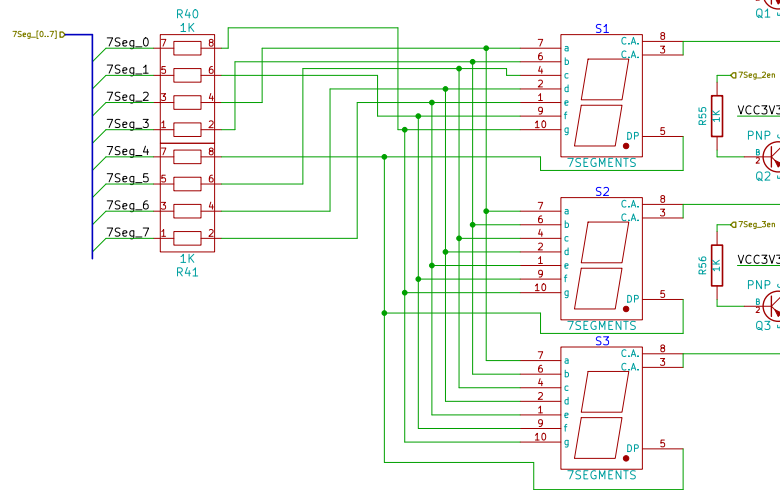 7Seg_[0..7]
R40
1K
7Seg_0 7 8
7Seg_1 5 6
7Seg_2 3 4
7Seg_3 1 2
7Seg_4 7 8
7Seg_5 5 6
7Seg_6 3 4
7Seg_7 1 2
1K
R41
S1
7 a C.A. 8
6 b C.A. 3
4 c
2 d
1 e
9 f
10 g DP 5
7SEGMENTS
S2
7 a C.A. 8
6 b C.A. 3
4 c
2 d
1 e
9 f
10 g DP 5
7SEGMENTS
S3
7 a C.A. 8
6 b C.A. 3
4 c
2 d
1 e
9 f
10 g DP 5
7SEGMENTS
Q1
7Seg_2en
R55
1K
VCC3V3
PNP
B
2
Q2
7Seg_3en
R56
1K
VCC3V3
PNP
B
2
Q3